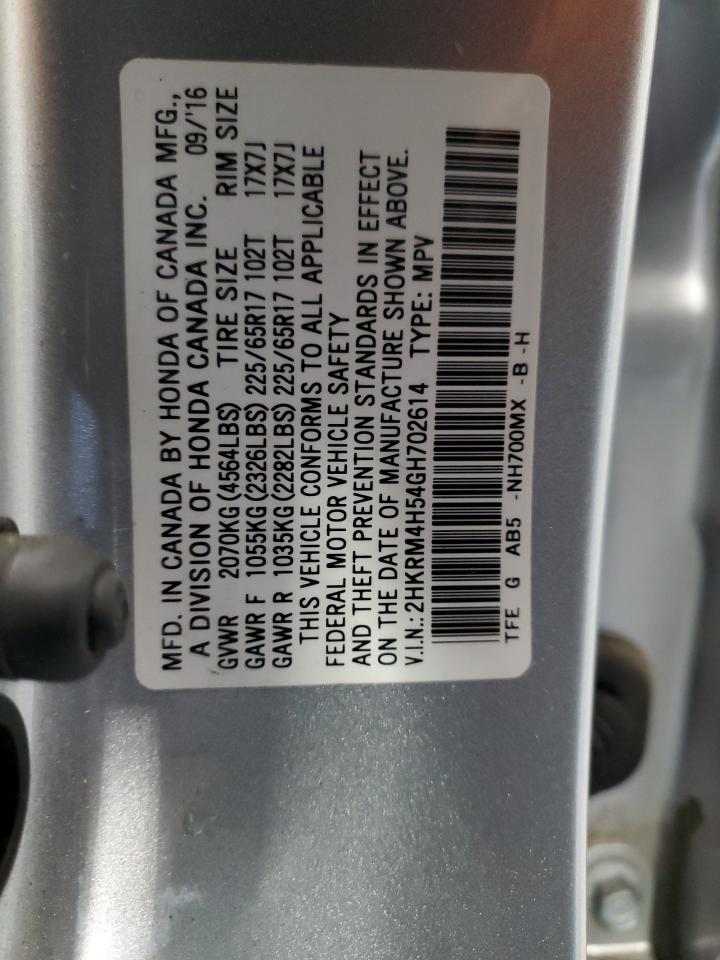 MFD. IN CANADA BY HONDA OF CANADA MFG.,
A DIVISION OF HONDA CANADA INC. 09/'16
GVWR 2070KG(4564LBS) TIRE SIZE RIM SIZE
GAWR F 1055KG(2326LBS) 225/65R17 102T 17X7J
GAWR R 1035KG(2282LBS) 225/65R17 102T 17X7J
THIS VEHICLE CONFORMS TO ALL APPLICABLE
FEDERAL MOTOR VEHICLE SAFETY
AND THEFT PREVENTION STANDARDS IN EFFECT
ON THE DATE OF MANUFACTURE SHOWN ABOVE.
V.I.N.: 2HKRM4H54GH702614 TYPE: MPV
TFE G AB5 -NH700MX -B -H